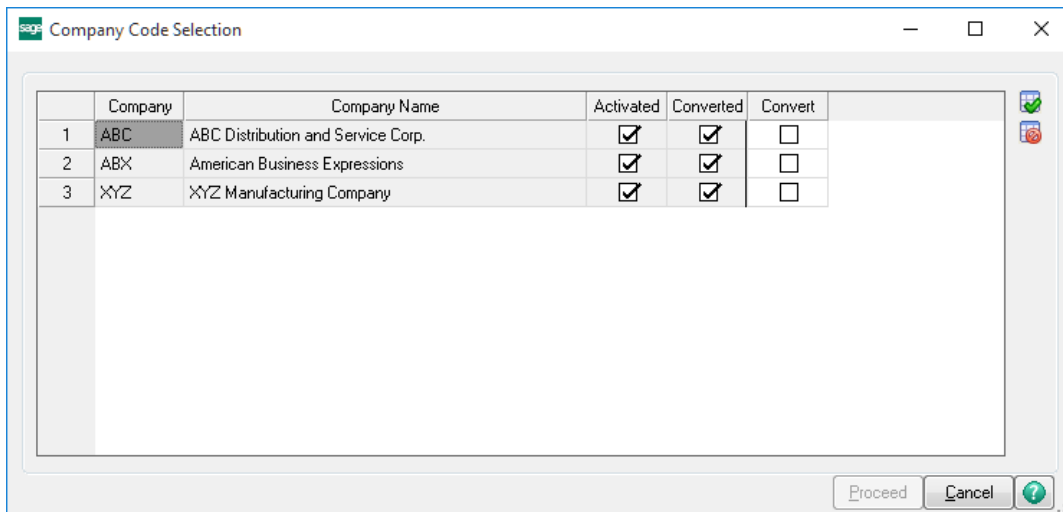 sage Company Code Selection
Company Company Name Activated Converted Convert
1 ABC ABC Distribution and Service Corp.
2 ABX American Business Expressions
3 XYZ XYZ Manufacturing Company
Proceed Cancel ?